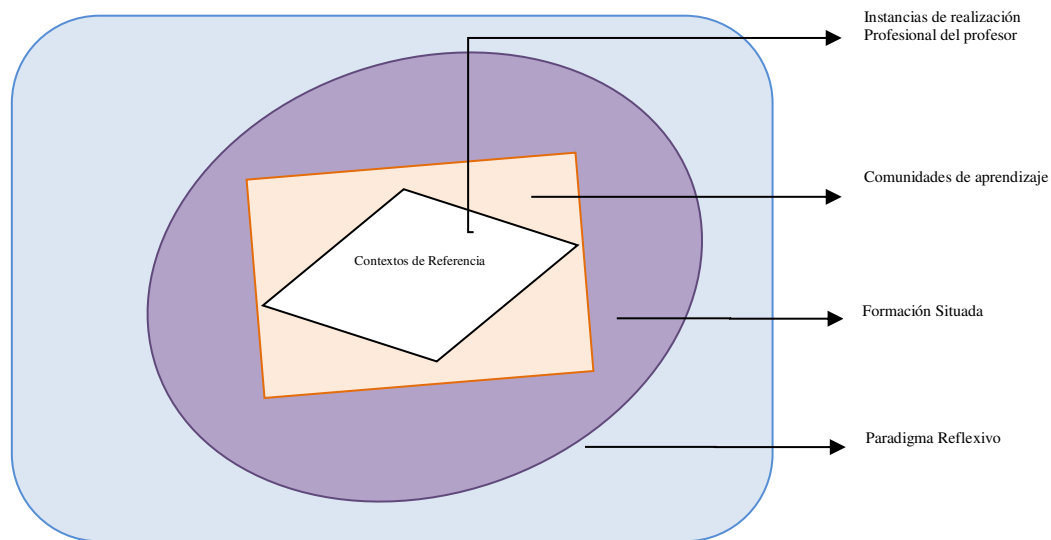 Instancias de realización
Profesional del profesor
Comunidades de aprendizaje
Contextos de Referencia
Formación Situada
Paradigma Reflexivo